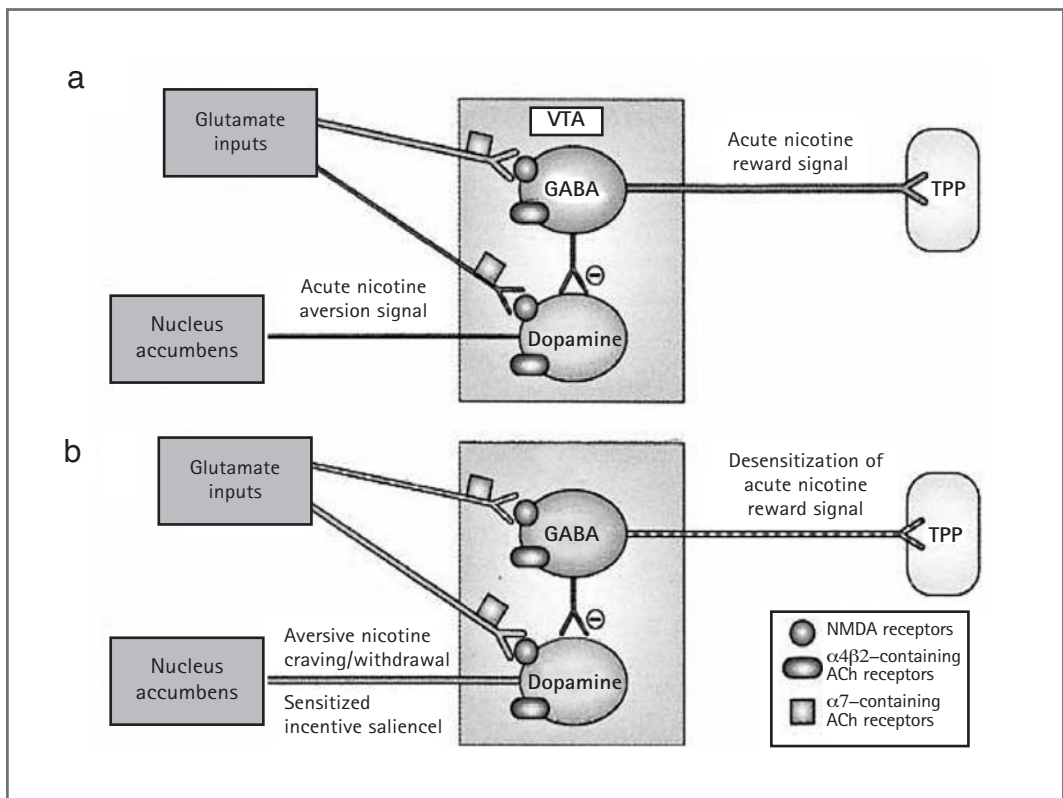 a
Glutamate
inputs
VTA
GABA
Acute nicotine
reward signal
TPP
Acute nicotine
aversion signal
Nucleus
accumbens
Dopamine
b
Glutamate
inputs
GABA
Desensitization of
acute nicotine
reward signal
TPP
Nucleus
accumbens
Aversive nicotine
craving/withdrawal
Sensitized
incentive saliencel
Dopamine
NMDA receptors
α4β2–containing
ACh receptors
α7–containing
ACh receptors